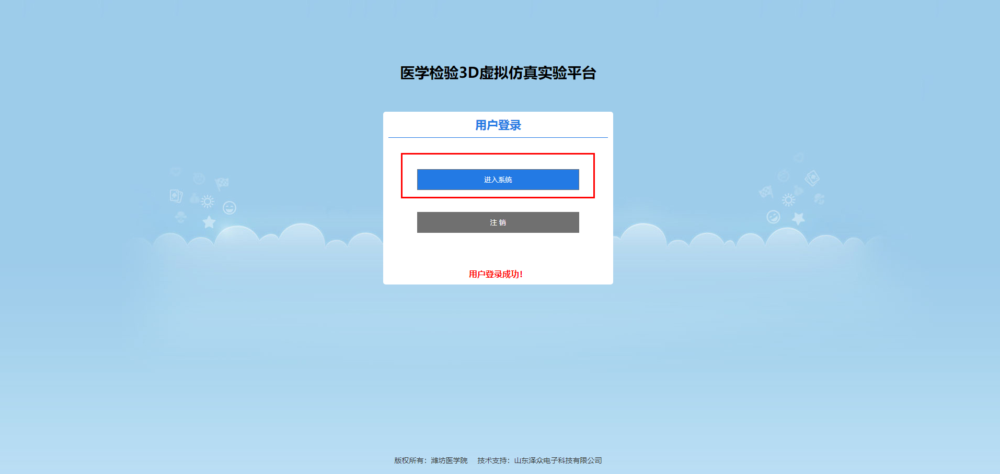 医学检验3D虚拟仿真实验平台
用户登录
进入系统
注 销
用户登录成功！
版权所有：潍坊医学院 技术支持：山东泽众电子科技有限公司